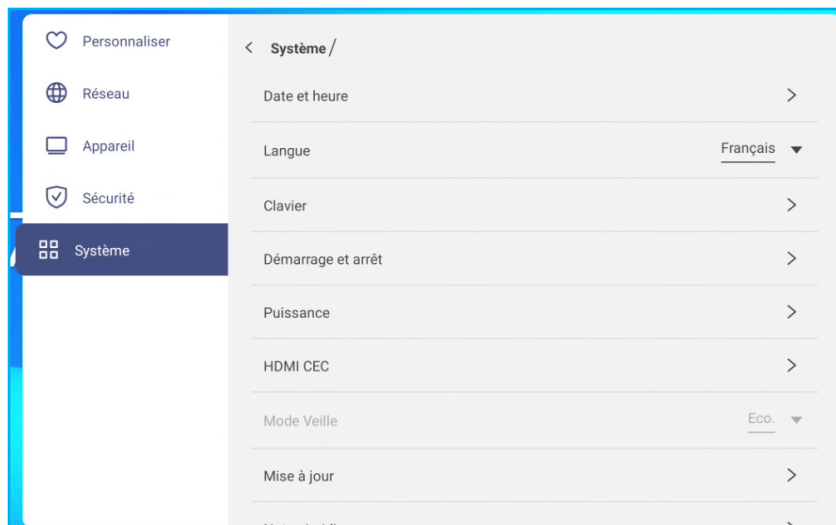 Personnaliser
Réseau
Appareil
Sécurité
Système
Système/
Date et heure
Langue
Français
Clavier
Démarrage et arrêt
Puissance
HDMI CEC
Mode Veille
Eco.
Mise à jour